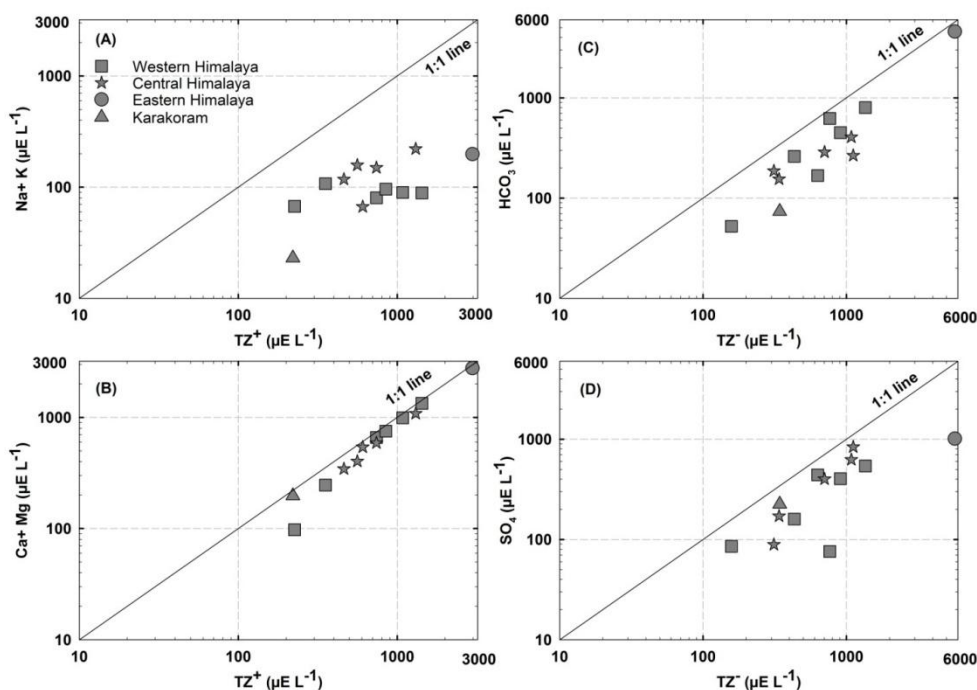 (A)
Western Himalaya
Central Himalaya
Eastern Himalaya
Karakoram
1:1 line
Na+ K (µE L⁻¹)
3000
1000
100
10
10
100
1000
3000
TZ⁺ (µE L⁻¹)
(C)
1:1 line
HCO₃ (µE L⁻¹)
6000
1000
100
10
10
100
1000
6000
TZ⁻ (µE L⁻¹)
(B)
1:1 line
Ca+ Mg (µE L⁻¹)
3000
1000
100
10
10
100
1000
3000
TZ⁺ (µE L⁻¹)
(D)
1:1 line
SO₄ (µE L⁻¹)
6000
1000
100
10
10
100
1000
6000
TZ⁻ (µE L⁻¹)